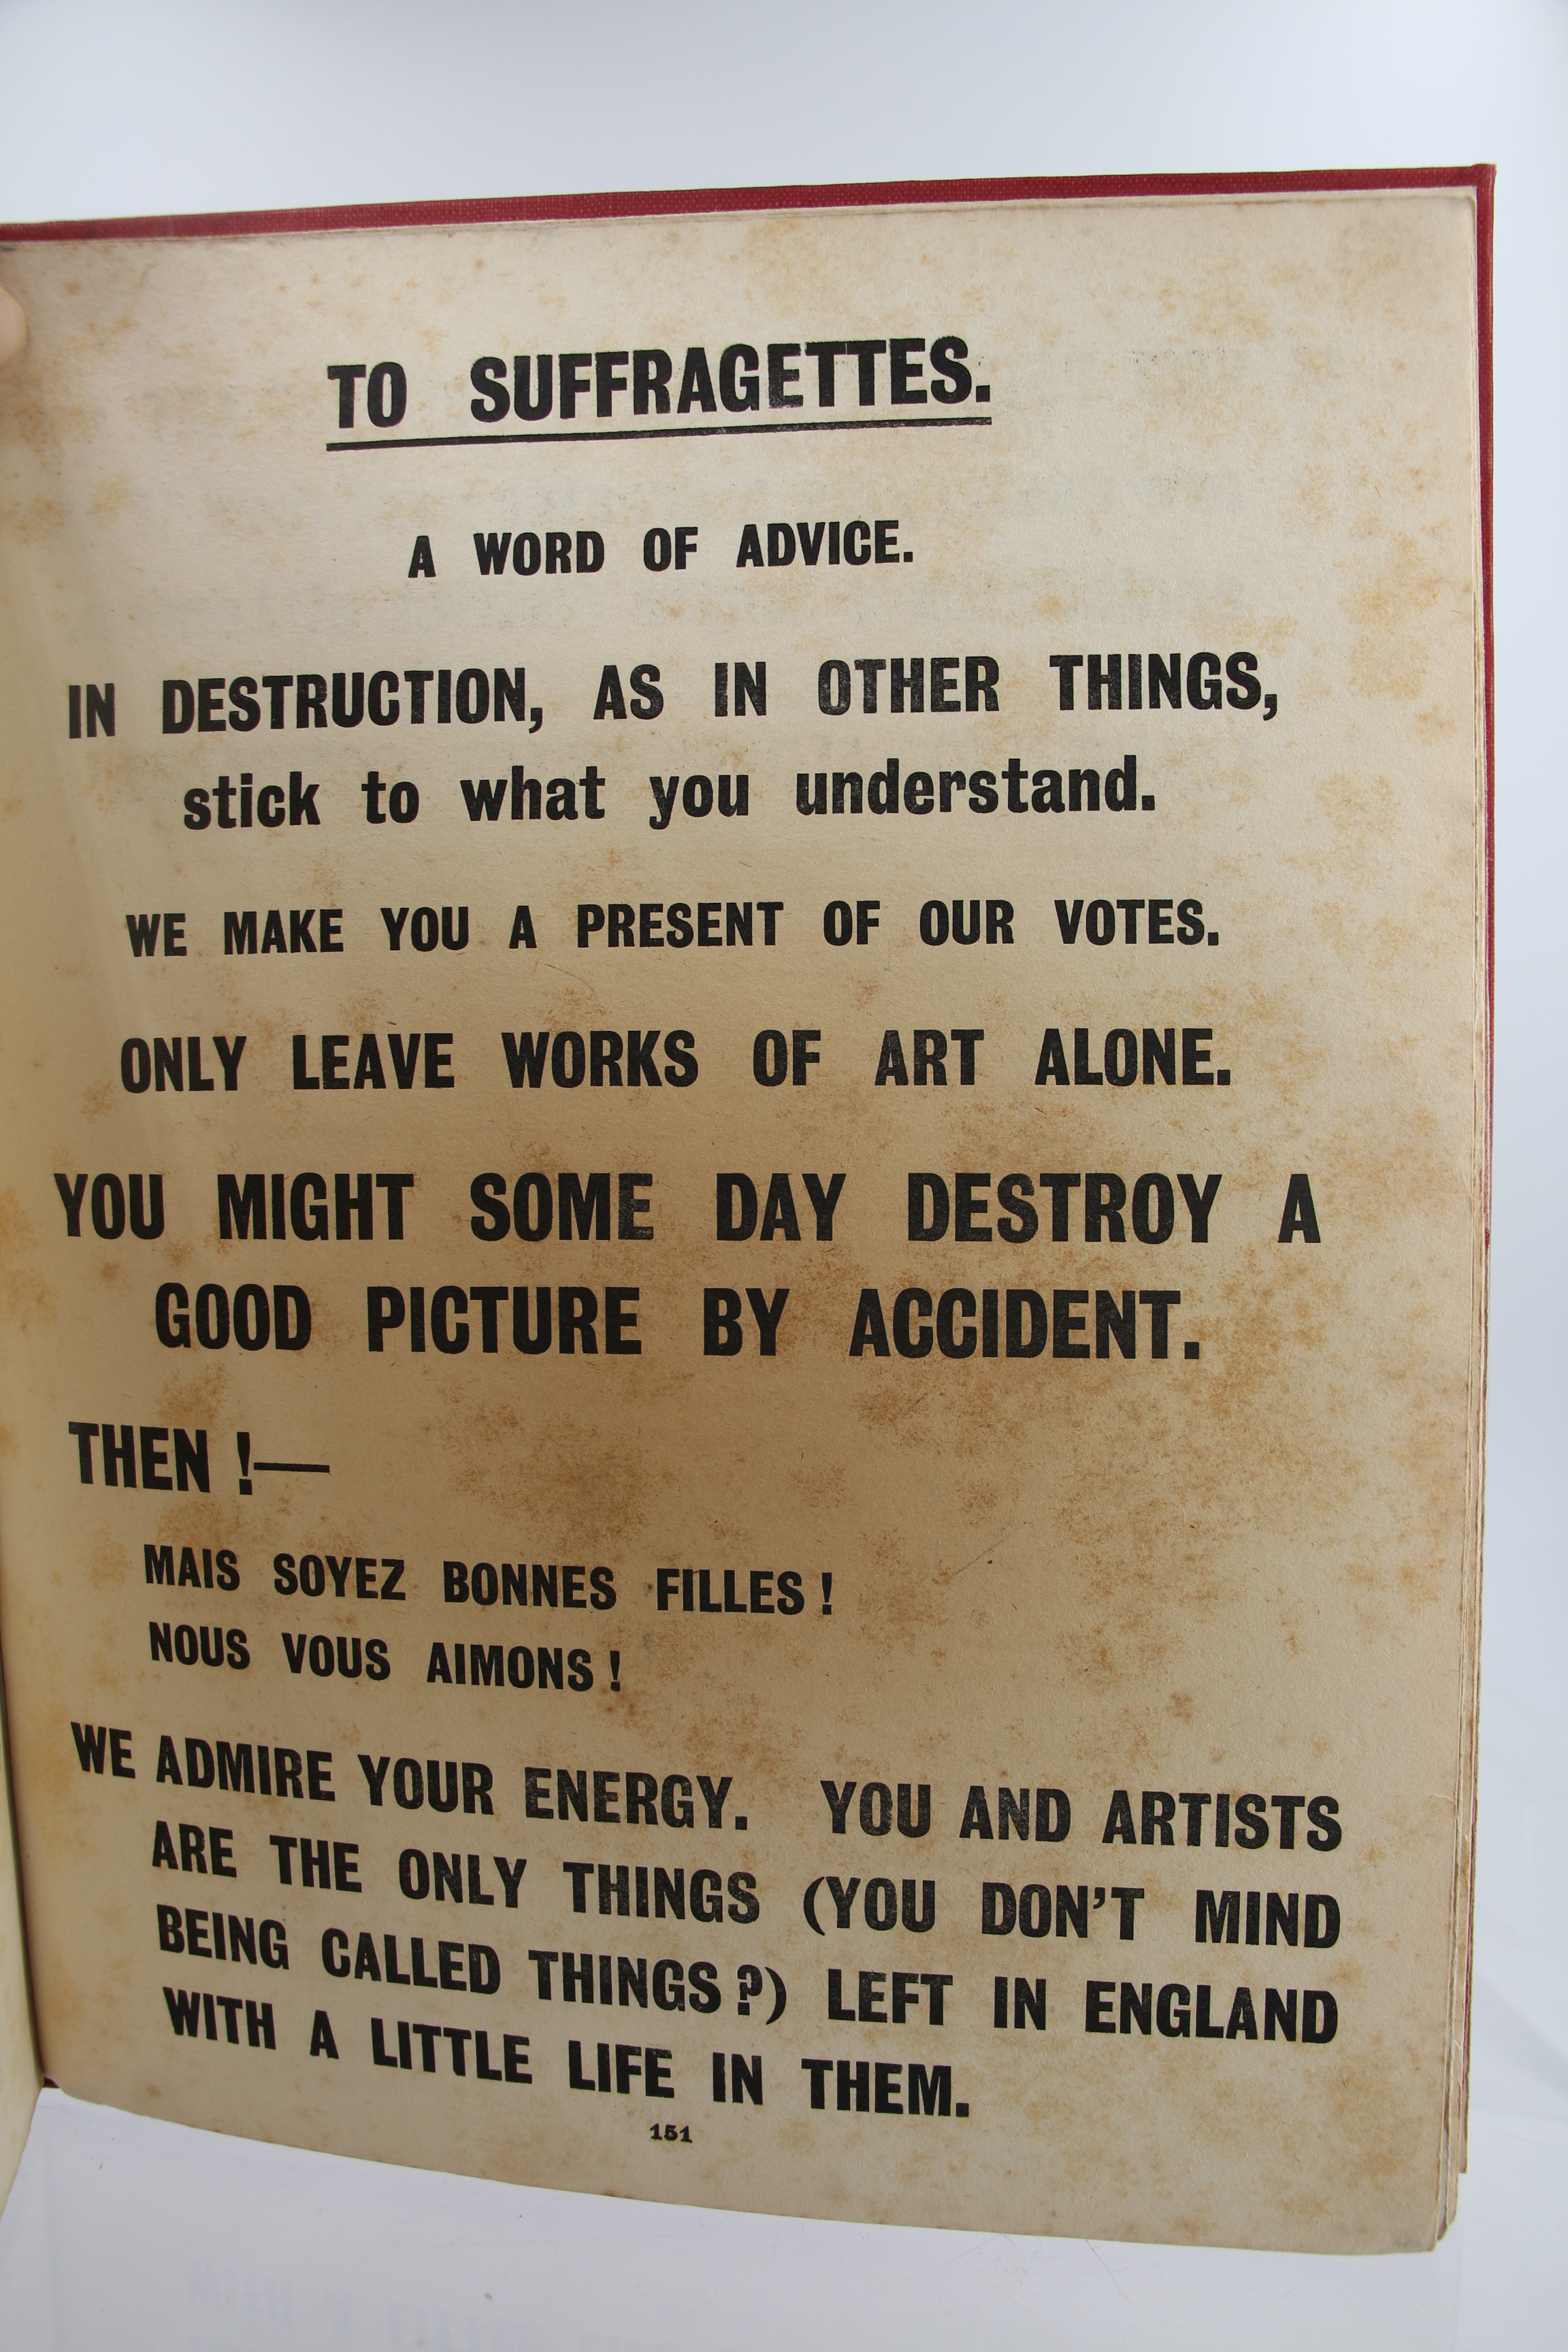 TO SUFFRAGETTES.
A WORD OF ADVICE.
IN DESTRUCTION, AS IN OTHER THINGS,
stick to what you understand.
WE MAKE YOU A PRESENT OF OUR VOTES.
ONLY LEAVE WORKS OF ART ALONE.
YOU MIGHT SOME DAY DESTROY A
GOOD PICTURE BY ACCIDENT.
THEN !—
MAIS SOYEZ BONNES FILLES !
NOUS VOUS AIMONS !
WE ADMIRE YOUR ENERGY. YOU AND ARTISTS
ARE THE ONLY THINGS (YOU DON'T MIND
BEING CALLED THINGS ?) LEFT IN ENGLAND
WITH A LITTLE LIFE IN THEM.
151